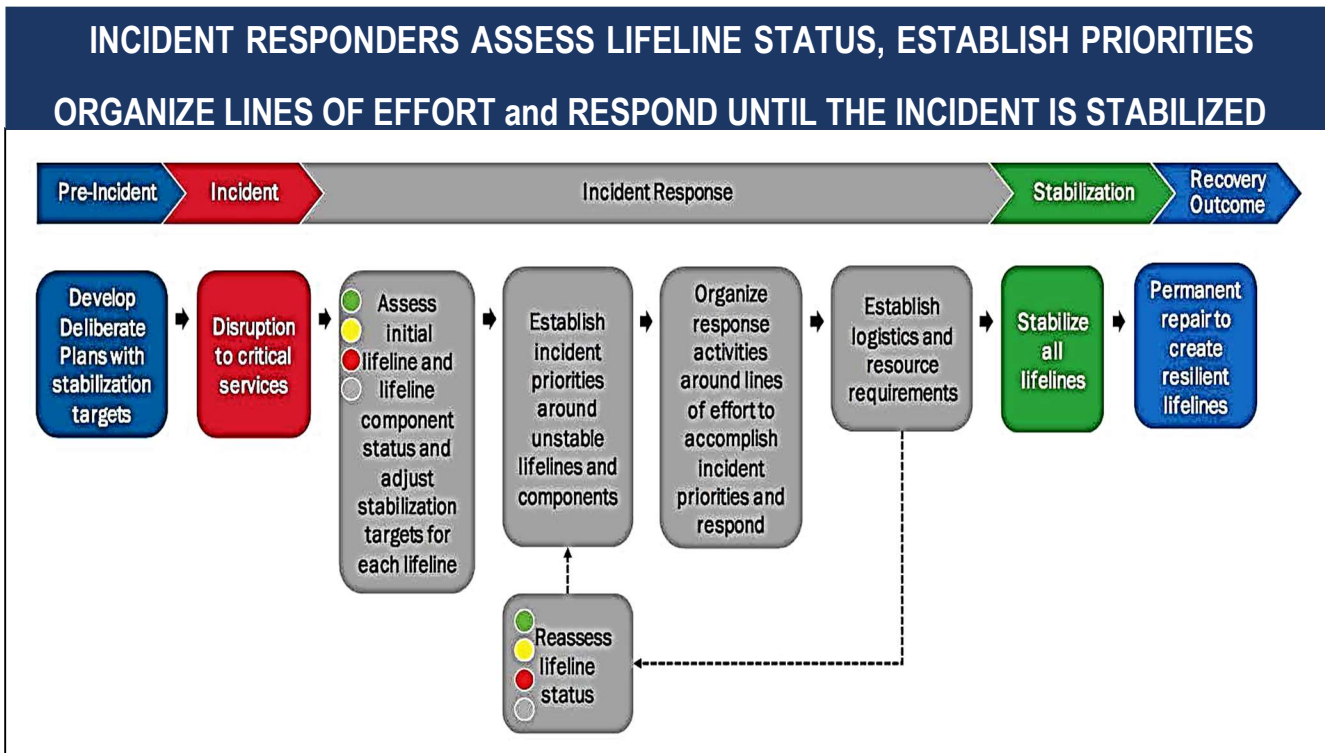 INCIDENT RESPONDERS ASSESS LIFELINE STATUS, ESTABLISH PRIORITIES
ORGANIZE LINES OF EFFORT and RESPOND UNTIL THE INCIDENT IS STABILIZED
Pre-Incident
Incident
Incident Response
Stabilization
Recovery
Outcome
Develop
Deliberate
Plans with
stabilization
targets
Disruption
to critical
services
Assess
initial
lifeline and
lifeline
component
status and
adjust
stabilization
targets for
each lifeline
Establish
incident
priorities
around
unstable
lifelines and
components
Organize
response
activities
around lines
of effort to
accomplish
incident
priorities and
respond
Establish
logistics and
resource
requirements
Stabilize
all
lifelines
Permanent
repair to
create
resilient
lifelines
Reassess
lifeline
status